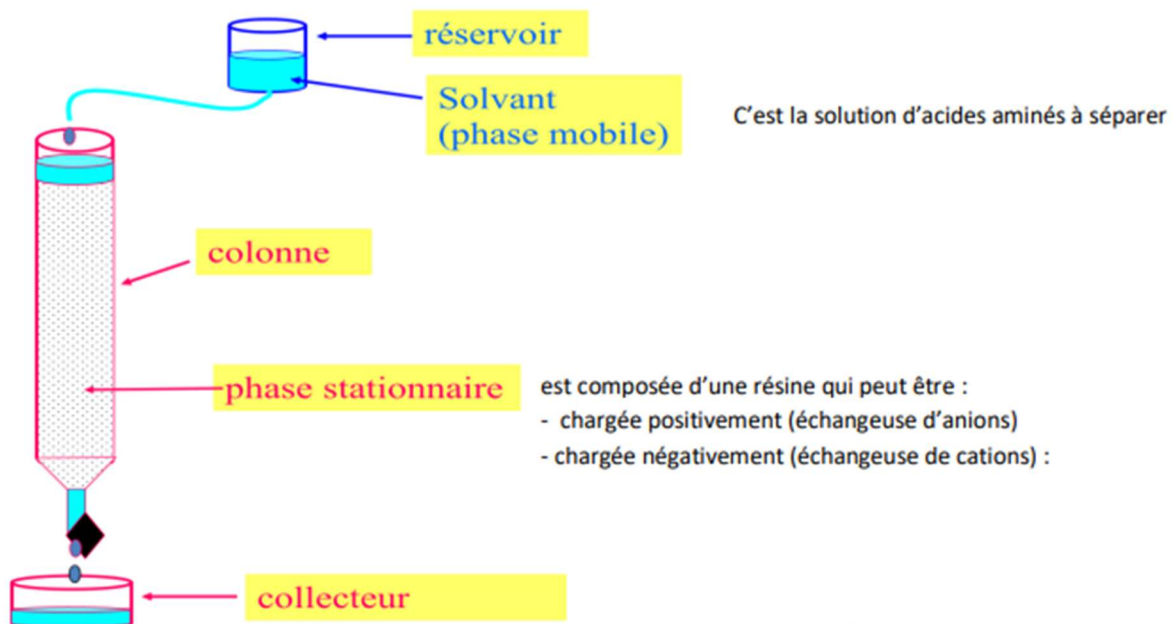 réservoir
Solvant
(phase mobile)
C’est la solution d’acides aminés à séparer
colonne
phase stationnaire
est composée d’une résine qui peut être :
- chargée positivement (échangeuse d’anions)
- chargée négativement (échangeuse de cations) :
collecteur